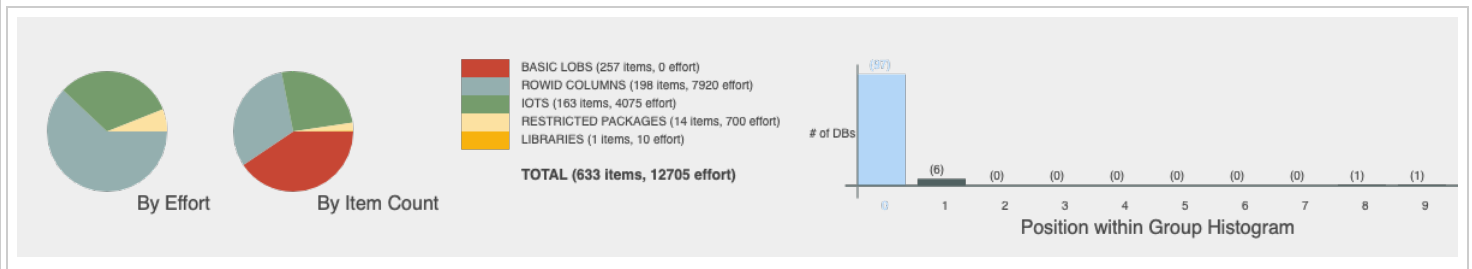 BASIC LOBS (257 items, 0 effort)
ROWID COLUMNS (198 items, 7920 effort)
IOTS (163 items, 4075 effort)
RESTRICTED PACKAGES (14 items, 700 effort)
LIBRARIES (1 items, 10 effort)
TOTAL (633 items, 12705 effort)
By Effort
By Item Count
# of DBs
(6) (0) (0) (0) (0) (0) (0) (1) (1)
1 2 3 4 5 6 7 8 9
Position within Group Histogram